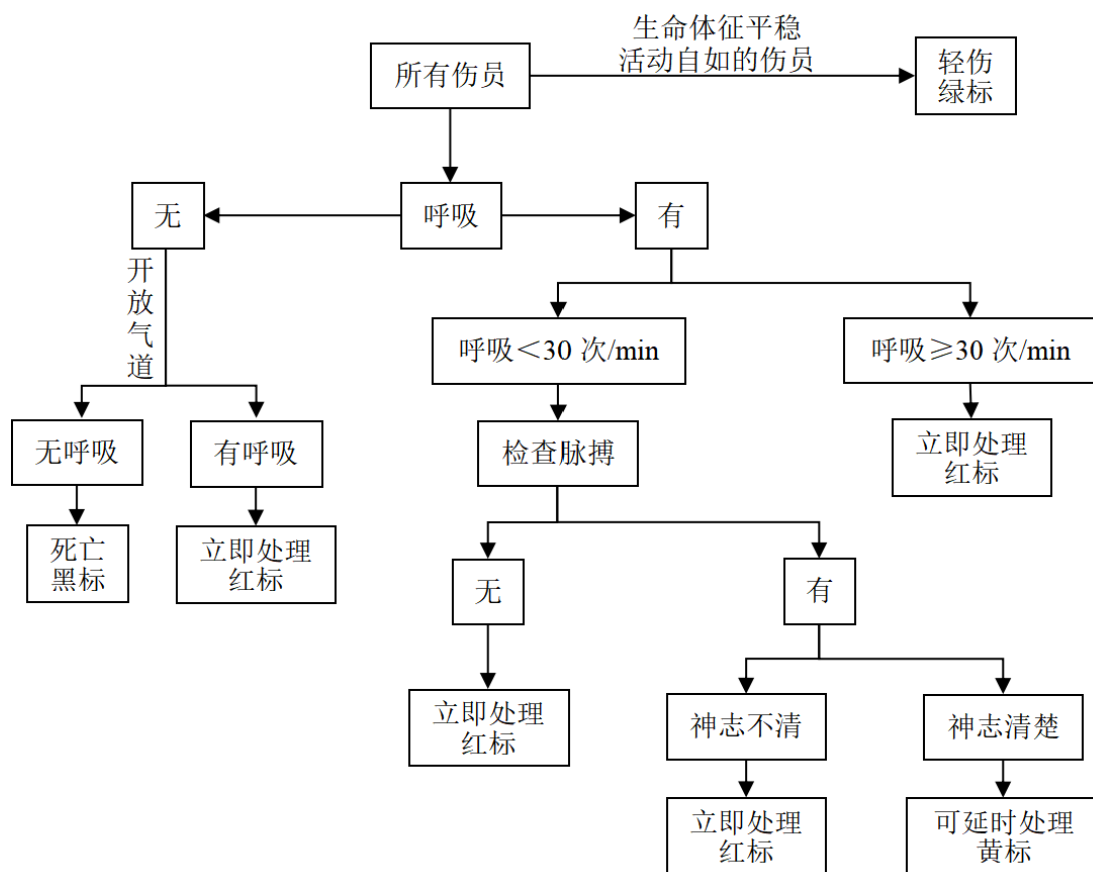 生命体征平稳
活动自如的伤员
所有伤员
轻伤
绿标
无
呼吸
有
开
放
气
道
呼吸＜30 次/min
呼吸≥30 次/min
无呼吸
有呼吸
检查脉搏
立即处理
红标
死亡
黑标
立即处理
红标
无
有
立即处理
红标
神志不清
神志清楚
立即处理
红标
可延时处理
黄标